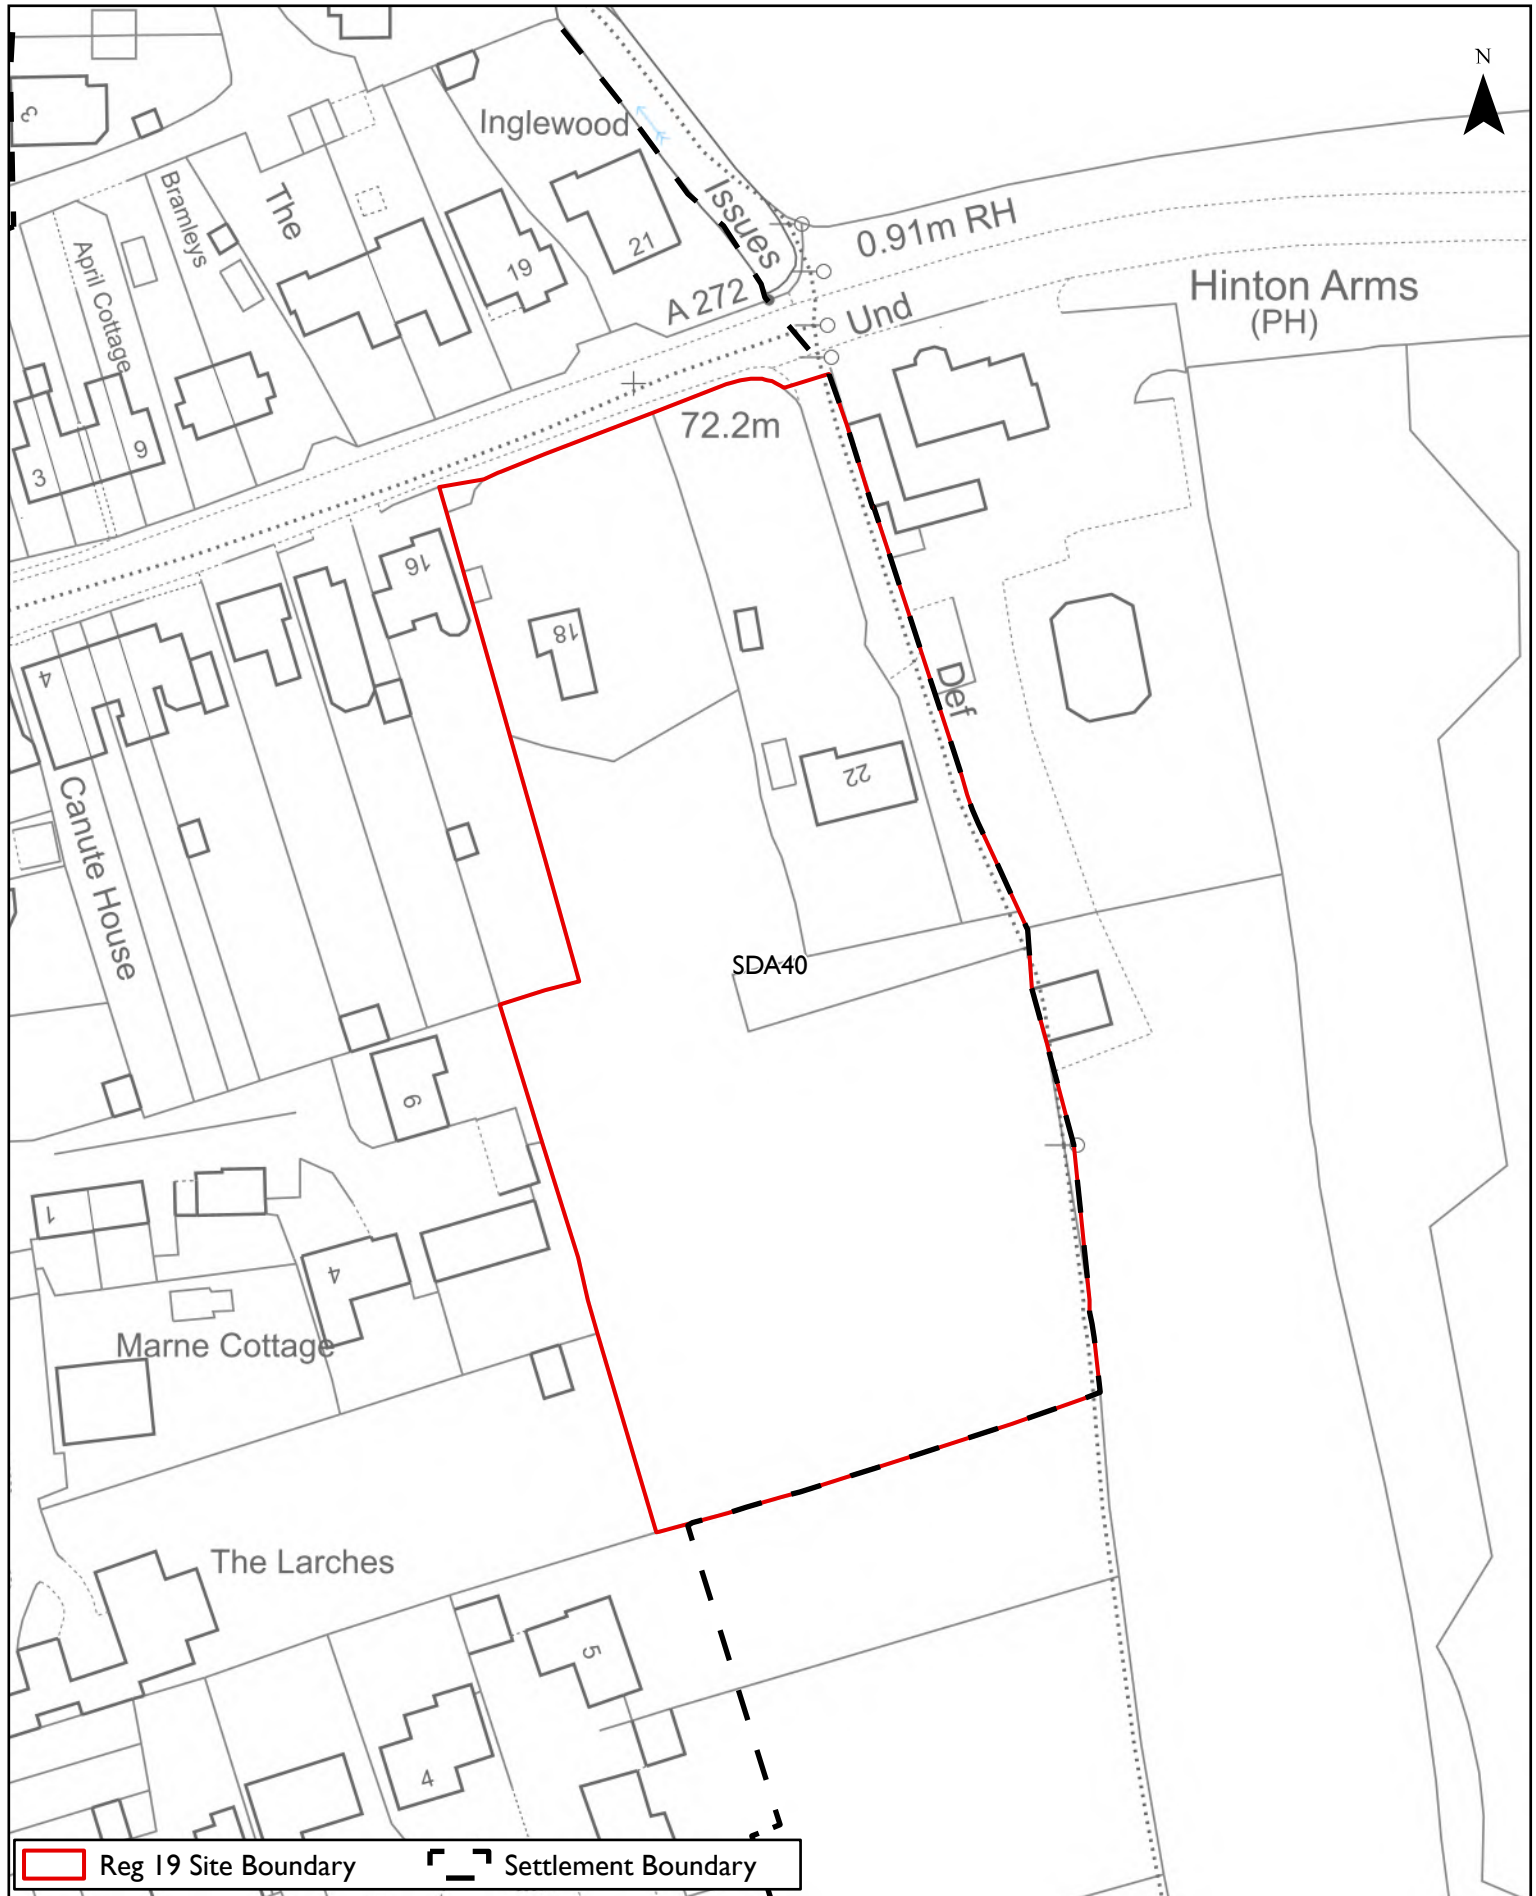 N
3
Inglewood
Issues
0.91m RH
Bramleys
The
21
19
April Cottage
A 272
Und
Hinton Arms
(PH)
72.2m
3
6
16
18
4
Def
22
Canute House
SDA40
6
1
4
Marne Cottage
The Larches
5
4
Reg 19 Site Boundary
Settlement Boundary